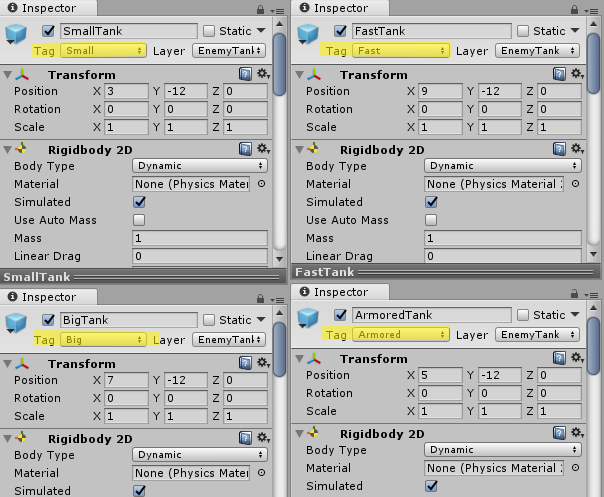 Inspector
SmallTank Static
Tag Small Layer EnemyTank
Transform
Position X 3 Y -12 Z 0
Rotation X 0 Y 0 Z 0
Scale X 1 Y 1 Z 1
Rigidbody 2D
Body Type Dynamic
Material None (Physics Mater
Simulated
Use Auto Mass
Mass 1
Linear Drag 0
SmallTank
Inspector
FastTank Static
Tag Fast Layer EnemyTank
Transform
Position X 9 Y -12 Z 0
Rotation X 0 Y 0 Z 0
Scale X 1 Y 1 Z 1
Rigidbody 2D
Body Type Dynamic
Material None (Physics Material
Simulated
Use Auto Mass
Mass 1
Linear Drag 0
FastTank
Inspector
BigTank Static
Tag Big Layer EnemyTank
Transform
Position X 7 Y -12 Z 0
Rotation X 0 Y 0 Z 0
Scale X 1 Y 1 Z 1
Rigidbody 2D
Body Type Dynamic
Material None (Physics Mater
Simulated
Inspector
ArmoredTank Static
Tag Armored Layer EnemyTank
Transform
Position X 5 Y -12 Z 0
Rotation X 0 Y 0 Z 0
Scale X 1 Y 1 Z 1
Rigidbody 2D
Body Type Dynamic
Material None (Physics Material
Simulated